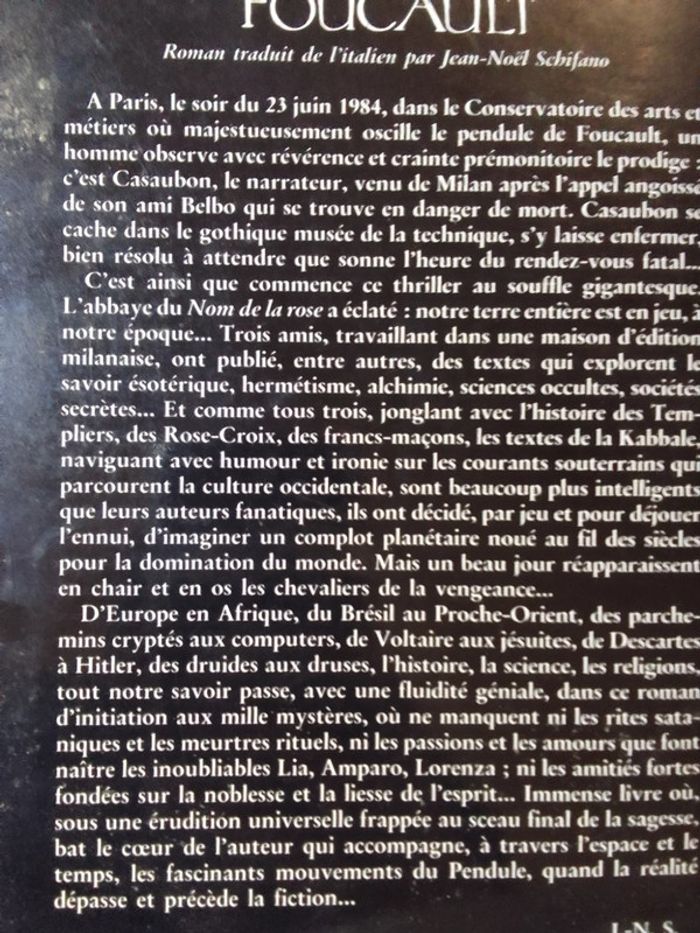 FOUCAULT
Roman traduit de l'italien par Jean-Noël Schifano
A Paris, le soir du 23 juin 1984, dans le Conservatoire des arts et
métiers où majestueusement oscille le pendule de Foucault, un
homme observe avec révérence et crainte prémonitoire le prodige
c'est Casaubon, le narrateur, venu de Milan après l'appel angoiss
de son ami Belbo qui se trouve en danger de mort. Casaubon s
cache dans le gothique musée de la technique, s'y laisse enfermer
bien résolu à attendre que sonne l'heure du rendez-vous fatal...
C'est ainsi que commence ce thriller au souffle gigantesque.
L'abbaye du Nom de la rose a éclaté : notre terre entière est en jeu, à
notre époque... Trois amis, travaillant dans une maison d'édition
milanaise, ont publié, entre autres, des textes qui explorent le
savoir ésotérique, hermétisme, alchimie, sciences occultes, sociétés
secrètes... Et comme tous trois, jonglant avec l'histoire des Tem
pliers, des Rose-Croix, des francs-maçons, les textes de la Kabbale,
naviguant avec humour et ironie sur les courants souterrains qui
parcourent la culture occidentale, sont beaucoup plus intelligents
que leurs auteurs fanatiques, ils ont décidé, par jeu et pour déjouer
l'ennui, d'imaginer un complot planétaire noué au fil des siècles
pour la domination du monde. Mais un beau jour réapparaissent
en chair et en os les chevaliers de la vengeance...
D'Europe en Afrique, du Brésil au Proche-Orient, des parche-
mins cryptés aux computers, de Voltaire aux jésuites, de Descartes
à Hitler, des druides aux druses, l'histoire, la science, les religions,
tout notre savoir passe, avec une fluidité géniale, dans ce roman
d'initiation aux mille mystères, où ne manquent ni les rites sata
niques et les meurtres rituels, ni les passions et les amours que font
naître les inoubliables Lia, Amparo, Lorenza ; ni les amitiés fortes
fondées sur la noblesse et la liesse de l'esprit... Immense livre où,
sous une érudition universelle frappée au sceau final de la sagesse,
bat le cœur de l'auteur qui accompagne, à travers l'espace et le
temps, les fascinants mouvements du Pendule, quand la réalité
dépasse et précède la fiction...
J.-N. S.